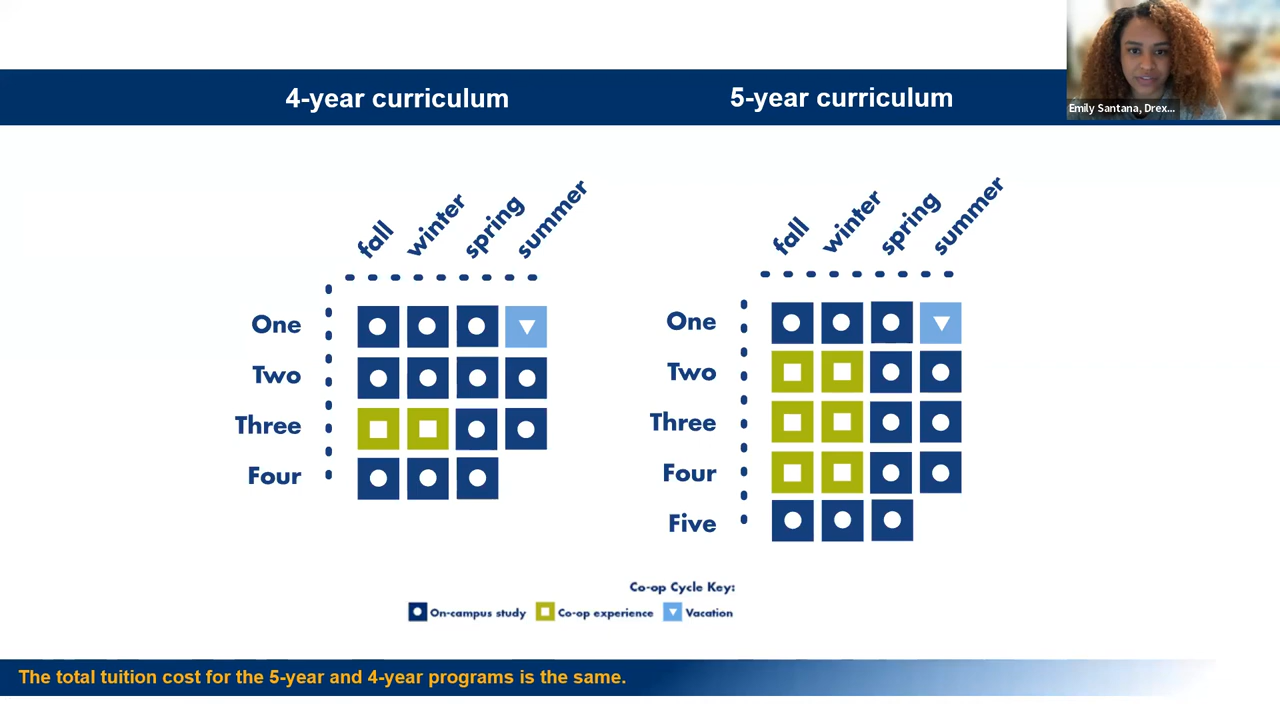 4-year curriculum
5-year curriculum
Emily Santana, Drex...
fall
winter
spring
summer
One
Two
Three
Four
fall
winter
spring
summer
One
Two
Three
Four
Five
Co-op Cycle Key:
On-campus study
Co-op experience
Vacation
The total tuition cost for the 5-year and 4-year programs is the same.